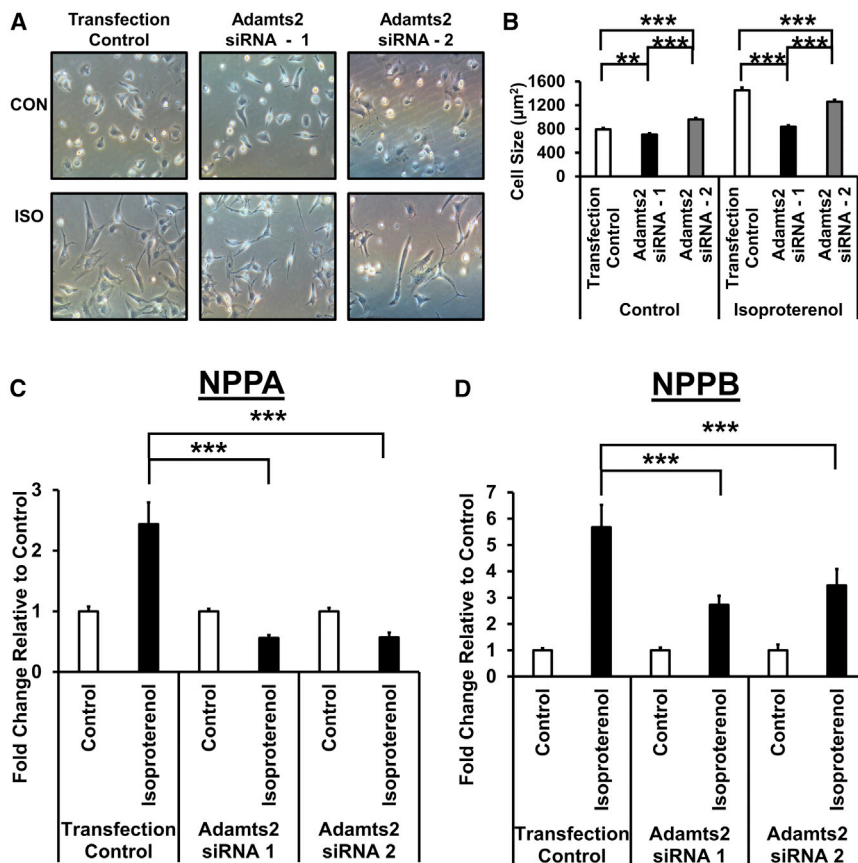 A
Transfection
Control
Adamts2
siRNA - 1
Adamts2
siRNA - 2
CON
ISO
B
***
**
***
***
***
***
Cell Size (µm²)
1600
1200
800
400
0
Transfection
Control
Adamts2
siRNA - 1
Adamts2
siRNA - 2
Transfection
Control
Adamts2
siRNA - 1
Adamts2
siRNA - 2
Control
Isoproterenol
C
NPPA
***
***
Fold Change Relative to Control
3
2
1
0
Control
Isoproterenol
Control
Isoproterenol
Control
Isoproterenol
Transfection
Control
Adamts2
siRNA 1
Adamts2
siRNA 2
D
NPPB
***
***
Fold Change Relative to Control
7
6
5
4
3
2
1
0
Control
Isoproterenol
Control
Isoproterenol
Control
Isoproterenol
Transfection
Control
Adamts2
siRNA 1
Adamts2
siRNA 2